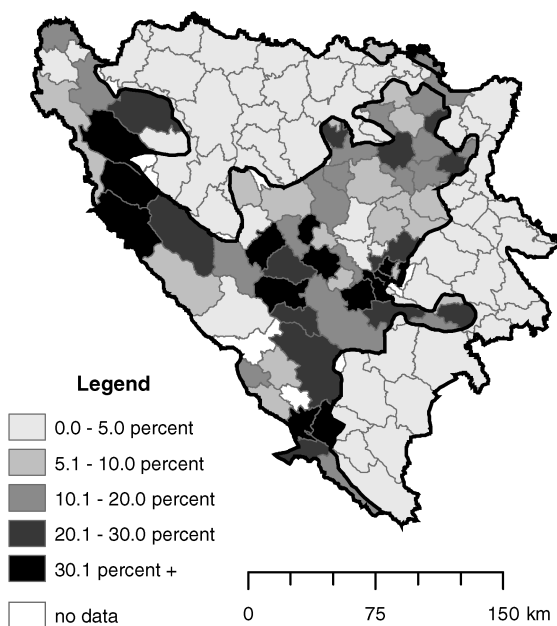 Legend
0.0 - 5.0 percent
5.1 - 10.0 percent
10.1 - 20.0 percent
20.1 - 30.0 percent
30.1 percent +
no data
0 75 150 km